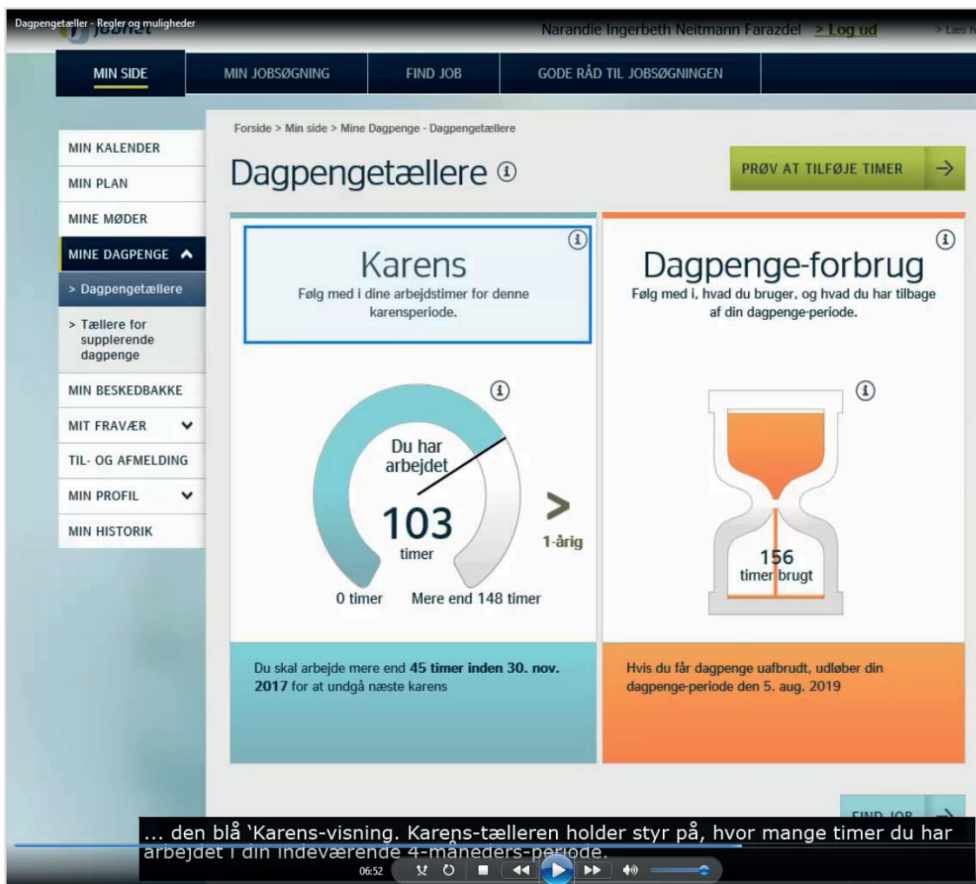 Dagpengetæller - Regler og muligheder
jobnet
Narandie Ingerbeth Neitmann Farazdel > Log ud > Læs
MIN SIDE MIN JOBSØGNING FIND JOB GODE RÅD TIL JOBSØGNINGEN
Forside > Min side > Mine Dagpenge - Dagpengetællere
MIN KALENDER
MIN PLAN
MINE MØDER
MINE DAGPENGE
> Dagpengetællere
> Tællere for
supplerende
dagpenge
MIN BESKEDBAKKE
MIT FRAVÆR
TIL- OG AFMELDING
MIN PROFIL
MIN HISTORIK
Dagpengetællere
PRØV AT TILFØJE TIMER
Karens
Følg med i dine arbejdstimer for denne
karensperiode.
Du har
arbejdet
103
timer
0 timer Mere end 148 timer
>
1-årig
Du skal arbejde mere end 45 timer inden 30. nov.
2017 for at undgå næste karens
Dagpenge-forbrug
Følg med i, hvad du bruger, og hvad du har tilbage
af din dagpenge-periode.
156
timer brugt
Hvis du får dagpenge uafbrudt, udløber din
dagpenge-periode den 5. aug. 2019
FIND JOB
... den blå ‘Karens-visning. Karens-tælleren holder styr på, hvor mange timer du har
arbejdet i din indeværende 4-måneders-periode.
06:52